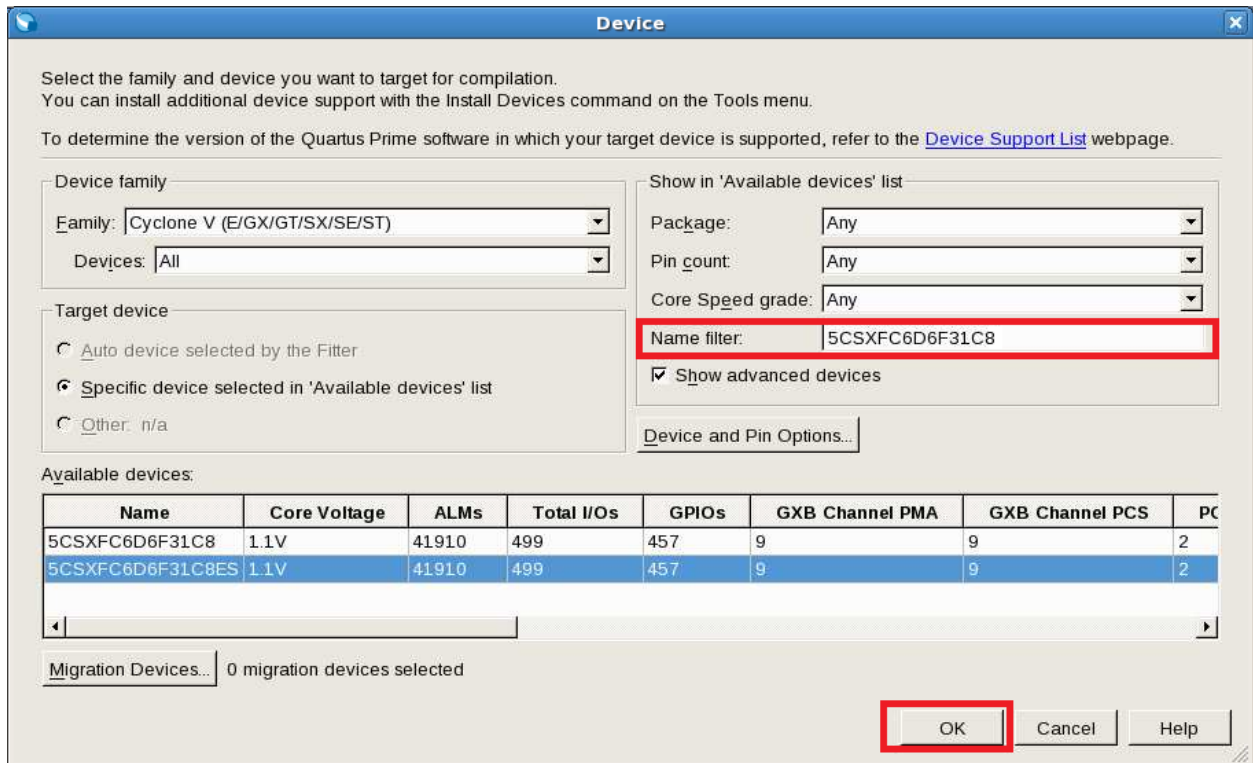 Device
Select the family and device you want to target for compilation.
You can install additional device support with the Install Devices command on the Tools menu.
To determine the version of the Quartus Prime software in which your target device is supported, refer to the Device Support List webpage.
Device family
Family: Cyclone V (E/GX/GT/SX/SE/ST)
Devices: All
Target device
Auto device selected by the Fitter
Specific device selected in 'Available devices' list
Other: n/a
Show in 'Available devices' list
Package: Any
Pin count: Any
Core Speed grade: Any
Name filter: 5CSXFC6D6F31C8
Show advanced devices
Device and Pin Options...
Available devices:
Name Core Voltage ALMs Total I/Os GPIOs GXB Channel PMA GXB Channel PCS PC
5CSXFC6D6F31C8 1.1V 41910 499 457 9 9 2
5CSXFC6D6F31C8ES 1.1V 41910 499 457 9 9 2
Migration Devices... 0 migration devices selected
OK Cancel Help